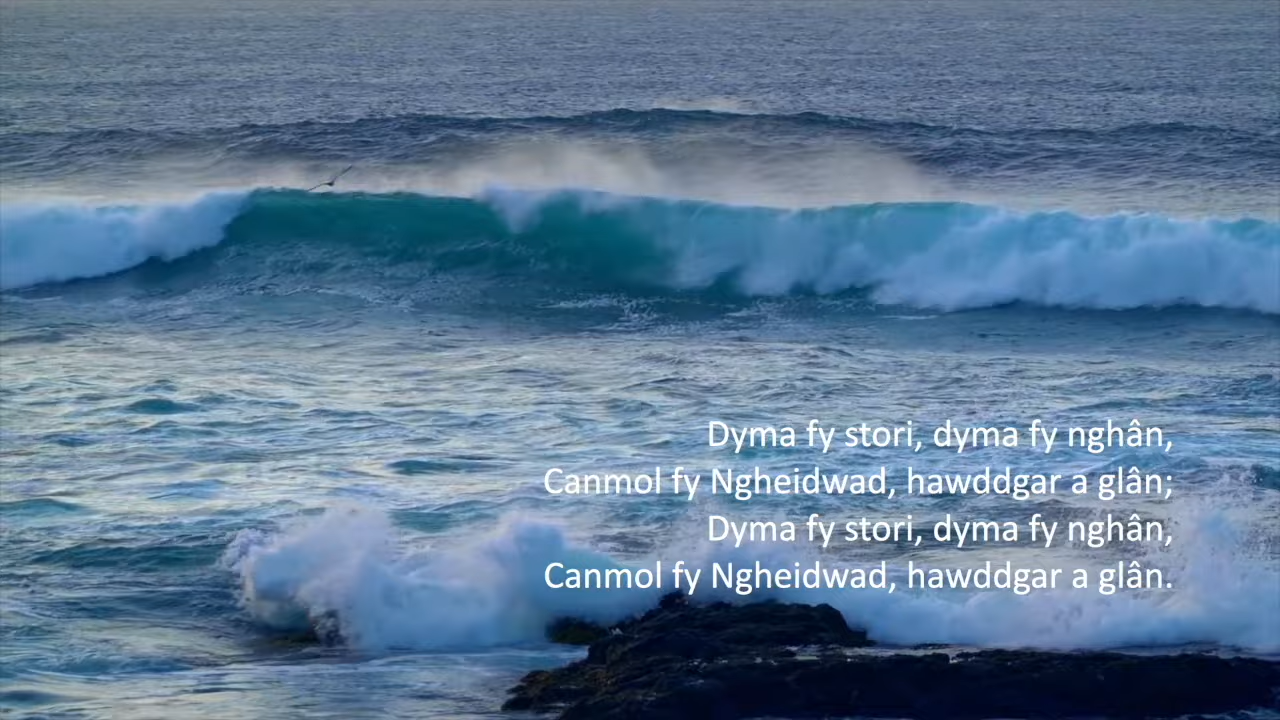 Dyma fy stori, dyma fy nghân,
Canmol fy Ngheidwad, hawddgar a glân;
Dyma fy stori, dyma fy nghân,
Canmol fy Ngheidwad, hawddgar a glân.